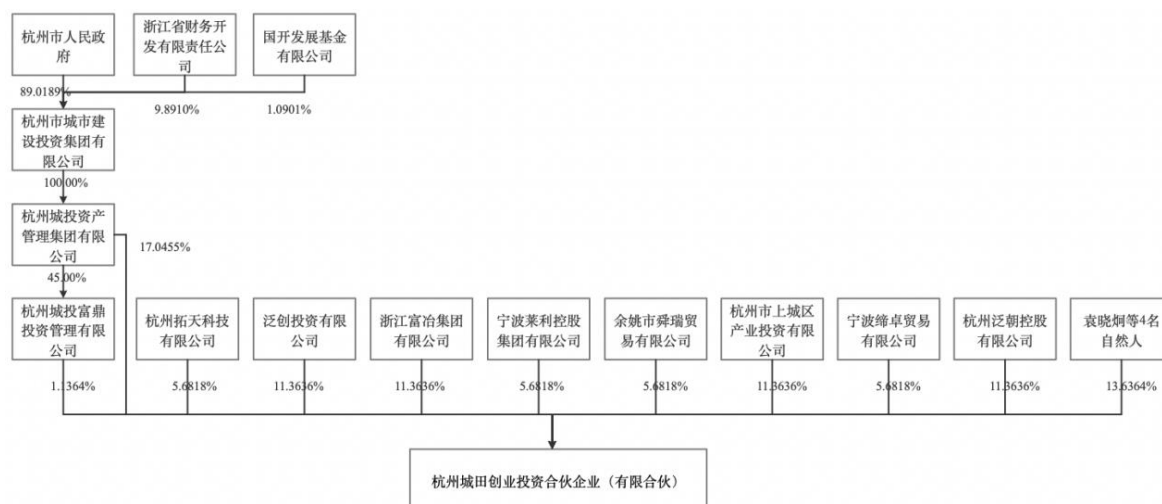 杭州市人民政
府
浙江省财务开
发有限责任公
司
国开发展基金
有限公司
89.0189%
9.8910%
1.0901%
杭州市城市建
设投资集团有
限公司
100.00%
杭州城投资产
管理集团有限
公司
17.0455%
45.00%
杭州城投富鼎
投资管理有限
公司
杭州拓天科技
有限公司
泛创投资有限
公司
浙江富冶集团
有限公司
宁波莱利控股
集团有限公司
余姚市舜瑞贸
易有限公司
杭州市上城区
产业投资有限
公司
宁波缔卓贸易
有限公司
杭州泛朝控股
有限公司
袁晓炯等4名
自然人
1.1364%
5.6818%
11.3636%
11.3636%
5.6818%
5.6818%
11.3636%
5.6818%
11.3636%
13.6364%
杭州城田创业投资合伙企业（有限合伙）